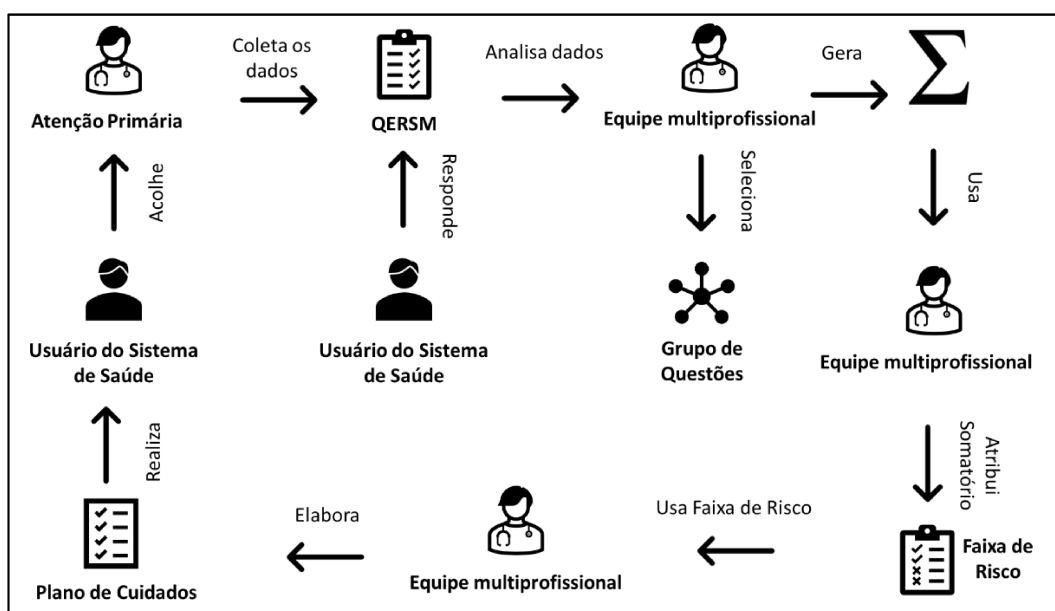 Coleta os
dados
Analisa dados
Gera
Atenção Primária
QERSM
Equipe multiprofissional
Acolhe
Responde
Seleciona
Usa
Usuário do Sistema
de Saúde
Usuário do Sistema
de Saúde
Grupo de
Questões
Equipe multiprofissional
Realiza
Atribui
Somatório
Elabora
Usa Faixa de Risco
Faixa de
Risco
Plano de Cuidados
Equipe multiprofissional